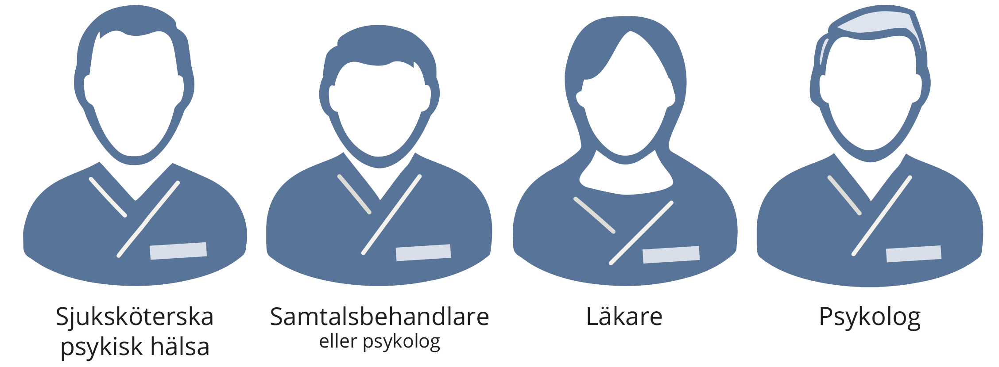 Sjuksköterska
psykisk hälsa
Samtalsbehandlare
eller psykolog
Läkare
Psykolog